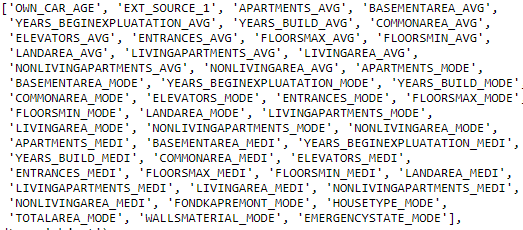 ['OWN_CAR_AGE', 'EXT_SOURCE_1', 'APARTMENTS_AVG', 'BASEMENTAREA_AVG',
'YEARS_BEGINEXPLUATATION_AVG', 'YEARS_BUILD_AVG', 'COMMONAREA_AVG',
'ELEVATORS_AVG', 'ENTRANCES_AVG', 'FLOORSMAX_AVG', 'FLOORSMIN_AVG',
'LANDAREA_AVG', 'LIVINGAPARTMENTS_AVG', 'LIVINGAREA_AVG',
'NONLIVINGAPARTMENTS_AVG', 'NONLIVINGAREA_AVG', 'APARTMENTS_MODE',
'BASEMENTAREA_MODE', 'YEARS_BEGINEXPLUATATION_MODE', 'YEARS_BUILD_MODE',
'COMMONAREA_MODE', 'ELEVATORS_MODE', 'ENTRANCES_MODE', 'FLOORSMAX_MODE',
'FLOORSMIN_MODE', 'LANDAREA_MODE', 'LIVINGAPARTMENTS_MODE',
'LIVINGAREA_MODE', 'NONLIVINGAPARTMENTS_MODE', 'NONLIVINGAREA_MODE',
'APARTMENTS_MEDI', 'BASEMENTAREA_MEDI', 'YEARS_BEGINEXPLUATATION_MEDI',
'YEARS_BUILD_MEDI', 'COMMONAREA_MEDI', 'ELEVATORS_MEDI',
'ENTRANCES_MEDI', 'FLOORSMAX_MEDI', 'FLOORSMIN_MEDI', 'LANDAREA_MEDI',
'LIVINGAPARTMENTS_MEDI', 'LIVINGAREA_MEDI', 'NONLIVINGAPARTMENTS_MEDI',
'NONLIVINGAREA_MEDI', 'FONDKAPREMONT_MODE', 'HOUSETYPE_MODE',
'TOTALAREA_MODE', 'WALLSMATERIAL_MODE', 'EMERGENCYSTATE_MODE'],